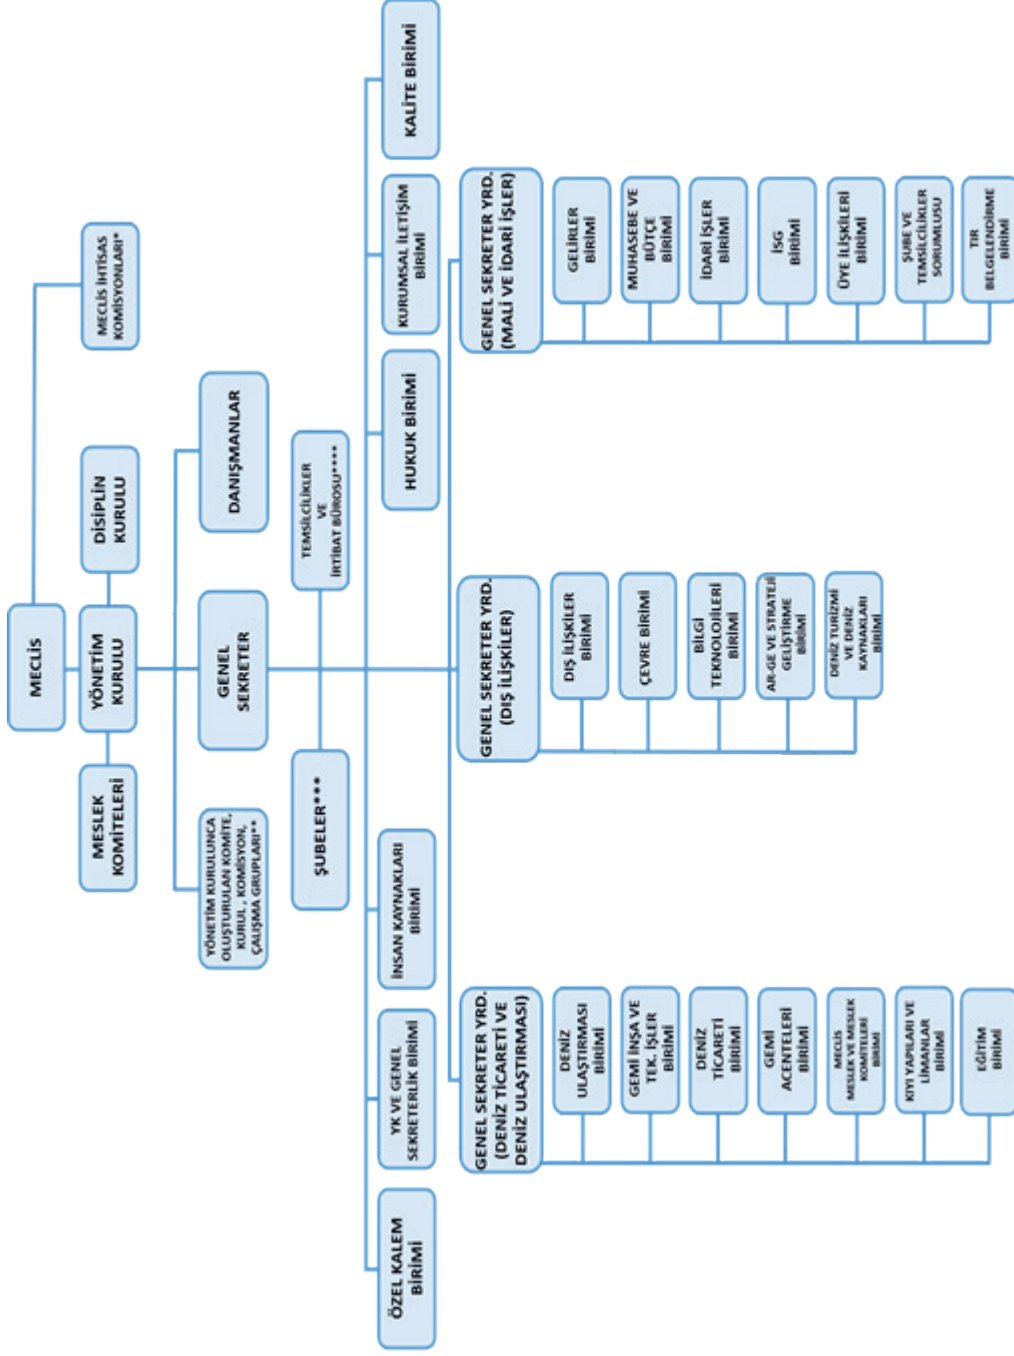 MECLİS
MECLİS İHTİSAS
KOMİSYONLARI*
MESLEK
KOMİTELERİ
YÖNETİM
KURULU
DİSİPLİN
KURULU
YÖNETİM KURULUNCA
OLUŞTURULAN KOMİTE,
KURUL , KOMİSYON,
ÇALIŞMA GRUPLARI**
GENEL
SEKRETER
DANIŞMANLAR
ŞUBELER***
TEMSİLCİLİKLER
VE
İRTİBAT BÜROSU****
ÖZEL KALEM
BİRİMİ
YK VE GENEL
SEKRETERLİK BİRİMİ
İNSAN KAYNAKLARI
BİRİMİ
HUKUK BİRİMİ
KURUMSAL İLETİŞİM
BİRİMİ
KALİTE BİRİMİ
GENEL SEKRETER YRD.
(DENİZ TİCARETİ VE
DENİZ ULAŞTIRMASI)
DENİZ
ULAŞTIRMASI
BİRİMİ
GEMİ İNŞA VE
TEK. İŞLER
BİRİMİ
DENİZ
TİCARETİ
BİRİMİ
GEMİ
ACENTELERİ
BİRİMİ
MECLİS
MESLEK VE MESLEK
KOMİTELERİ
BİRİMİ
KIYI YAPILARI VE
LİMANLAR
BİRİMİ
EĞİTİM
BİRİMİ
GENEL SEKRETER YRD.
(DIŞ İLİŞKİLER)
DIŞ İLİŞKİLER
BİRİMİ
ÇEVRE BİRİMİ
BİLGİ
TEKNOLOJİLERİ
BİRİMİ
AR-GE VE STRATEJİ
GELİŞTİRME
BİRİMİ
DENİZ TURİZMİ
VE DENİZ
KAYNAKLARI
BİRİMİ
GENEL SEKRETER YRD.
(MALİ VE İDARİ İŞLER)
GELİRLER
BİRİMİ
MUHASEBE VE
BÜTÇE
BİRİMİ
İDARİ İŞLER
BİRİMİ
İSG
BİRİMİ
ÜYE İLİŞKİLERİ
BİRİMİ
ŞUBE VE
TEMSİLCİLİKLER
SORUMLUSU
TIR
BELGELENDİRME
BİRİMİ